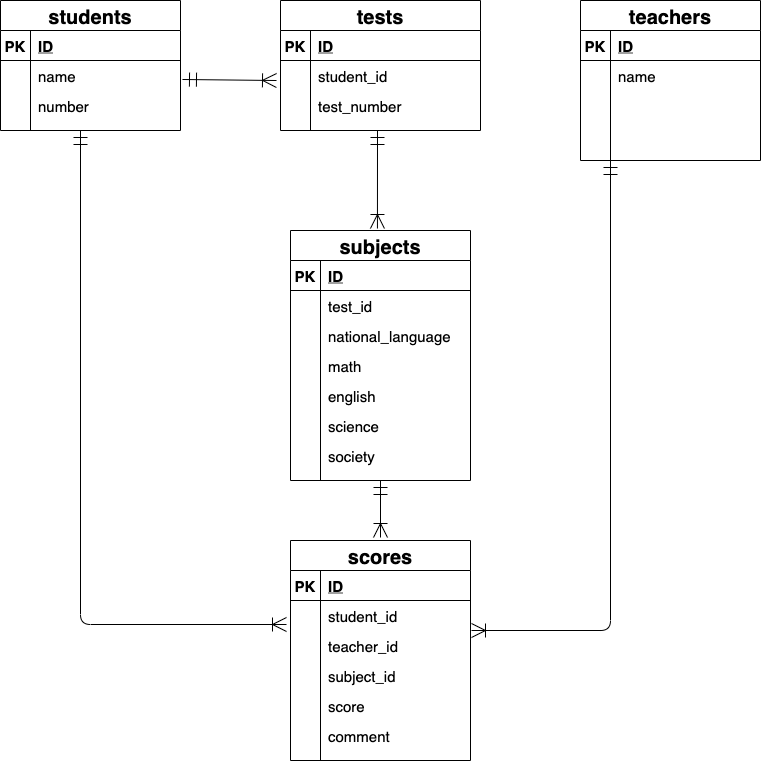 students
PK ID
name
number
tests
PK ID
student_id
test_number
teachers
PK ID
name
subjects
PK ID
test_id
national_language
math
english
science
society
scores
PK ID
student_id
teacher_id
subject_id
score
comment